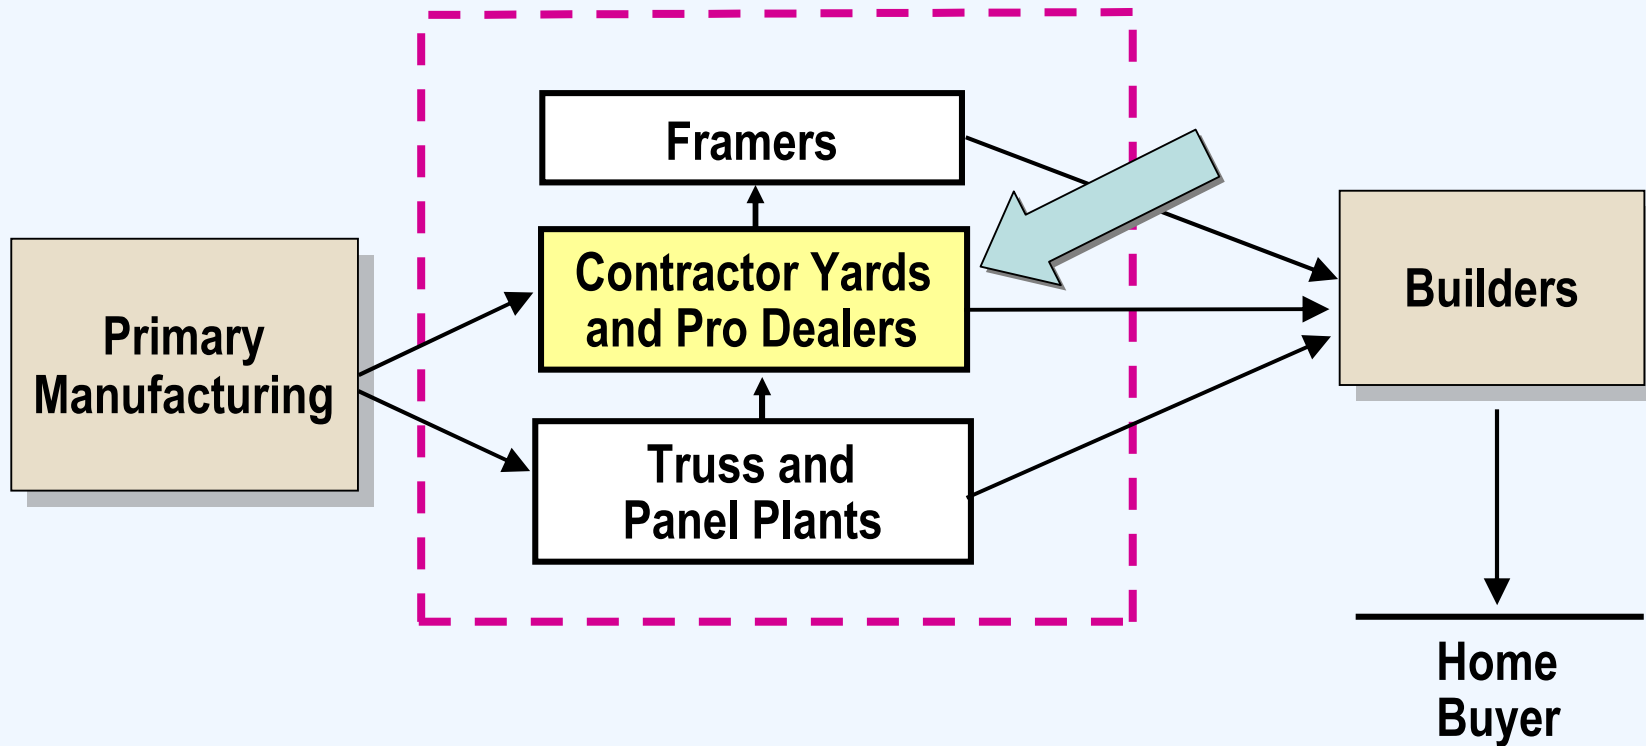 Framers
Contractor Yards
and Pro Dealers
Primary
Manufacturing
Truss and
Panel Plants
Builders
Home
Buyer